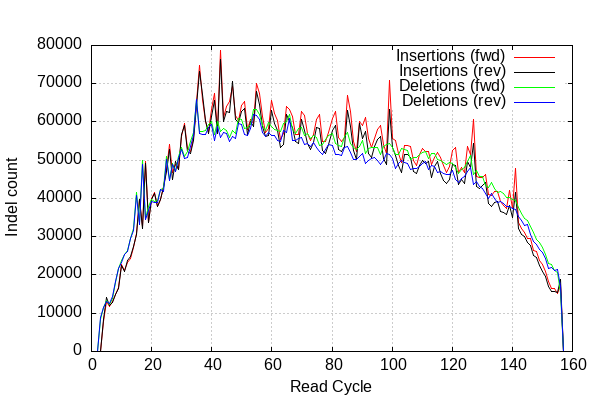 80000
70000
60000
50000
40000
30000
20000
10000
0
Indel count
Insertions (fwd)
Insertions (rev)
Deletions (fwd)
Deletions (rev)
0 20 40 60 80 100 120 140 160
Read Cycle